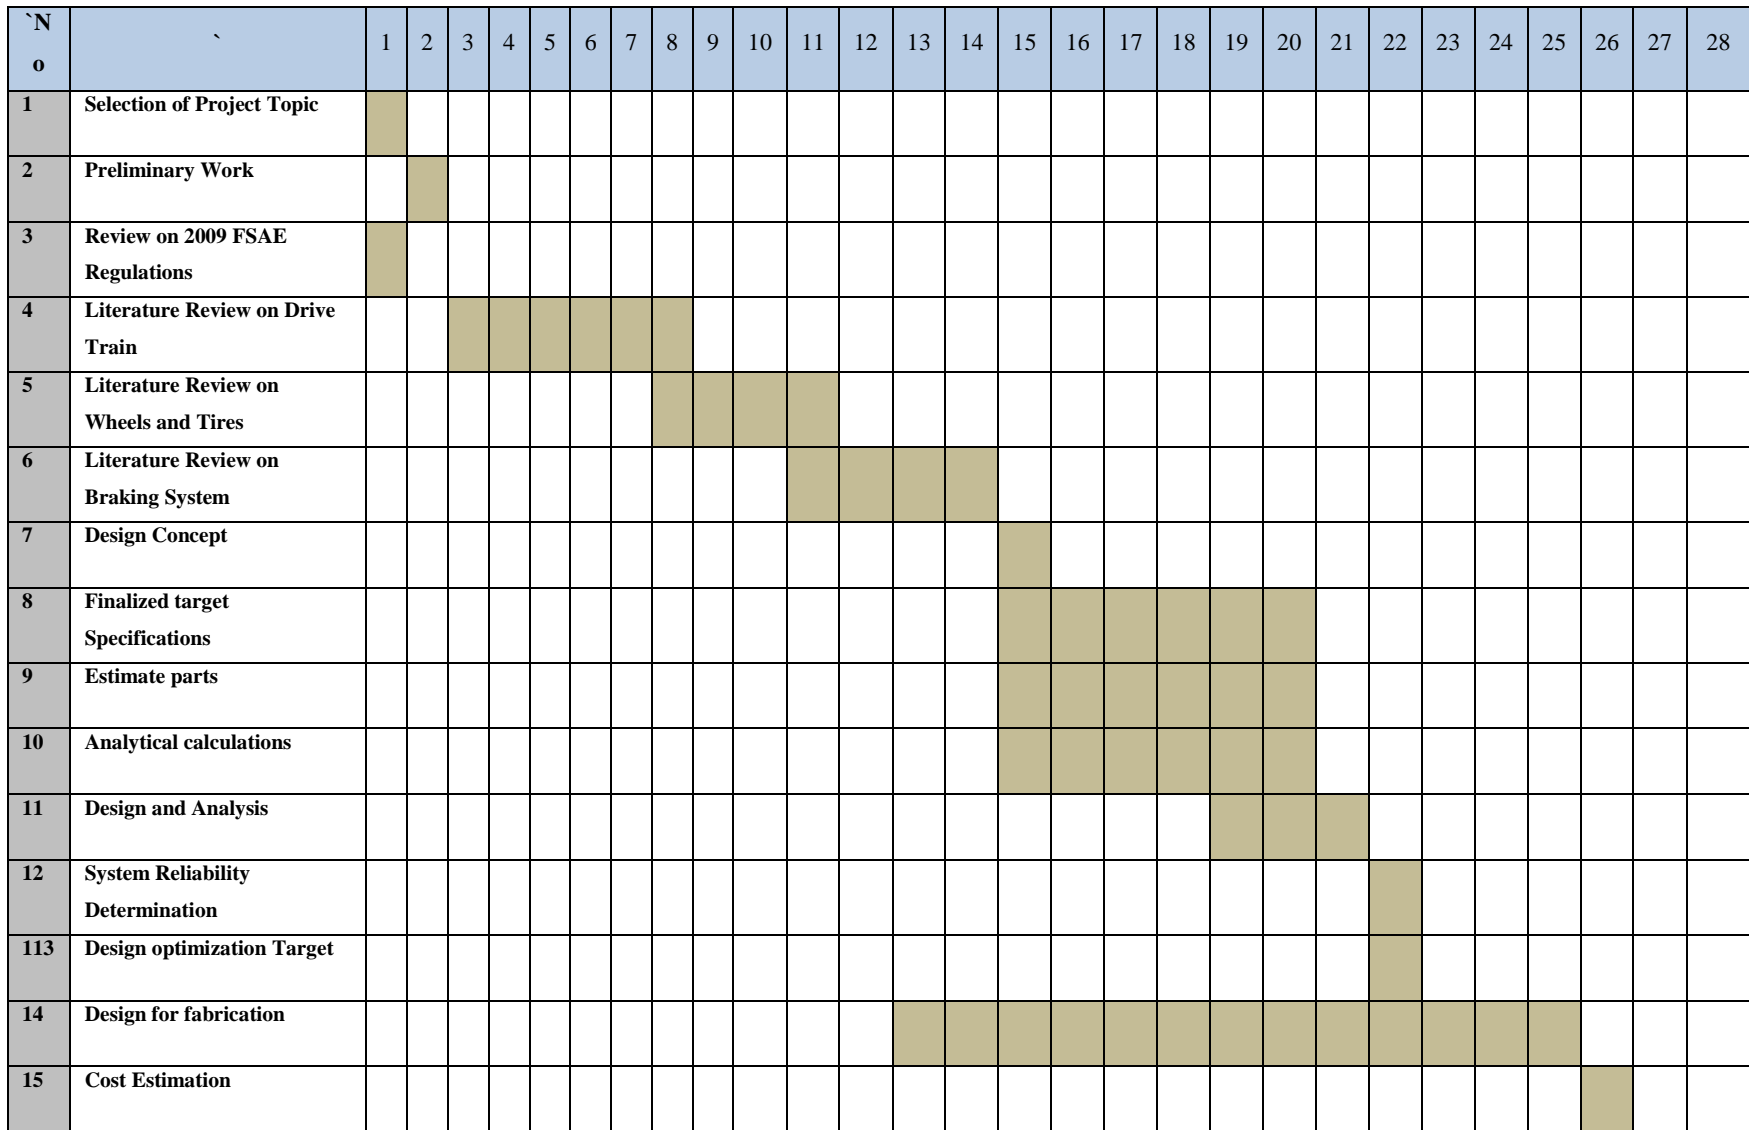 `N ` 1 2 3 4 5 6 7 8 9 10 11 12 13 14 15 16 17 18 19 20 21 22 23 24 25 26 27 28
o
1 Selection of Project Topic
2 Preliminary Work
3 Review on 2009 FSAE
Regulations
4 Literature Review on Drive
Train
5 Literature Review on
Wheels and Tires
6 Literature Review on
Braking System
7 Design Concept
8 Finalized target
Specifications
9 Estimate parts
10 Analytical calculations
11 Design and Analysis
12 System Reliability
Determination
113 Design optimization Target
14 Design for fabrication
15 Cost Estimation